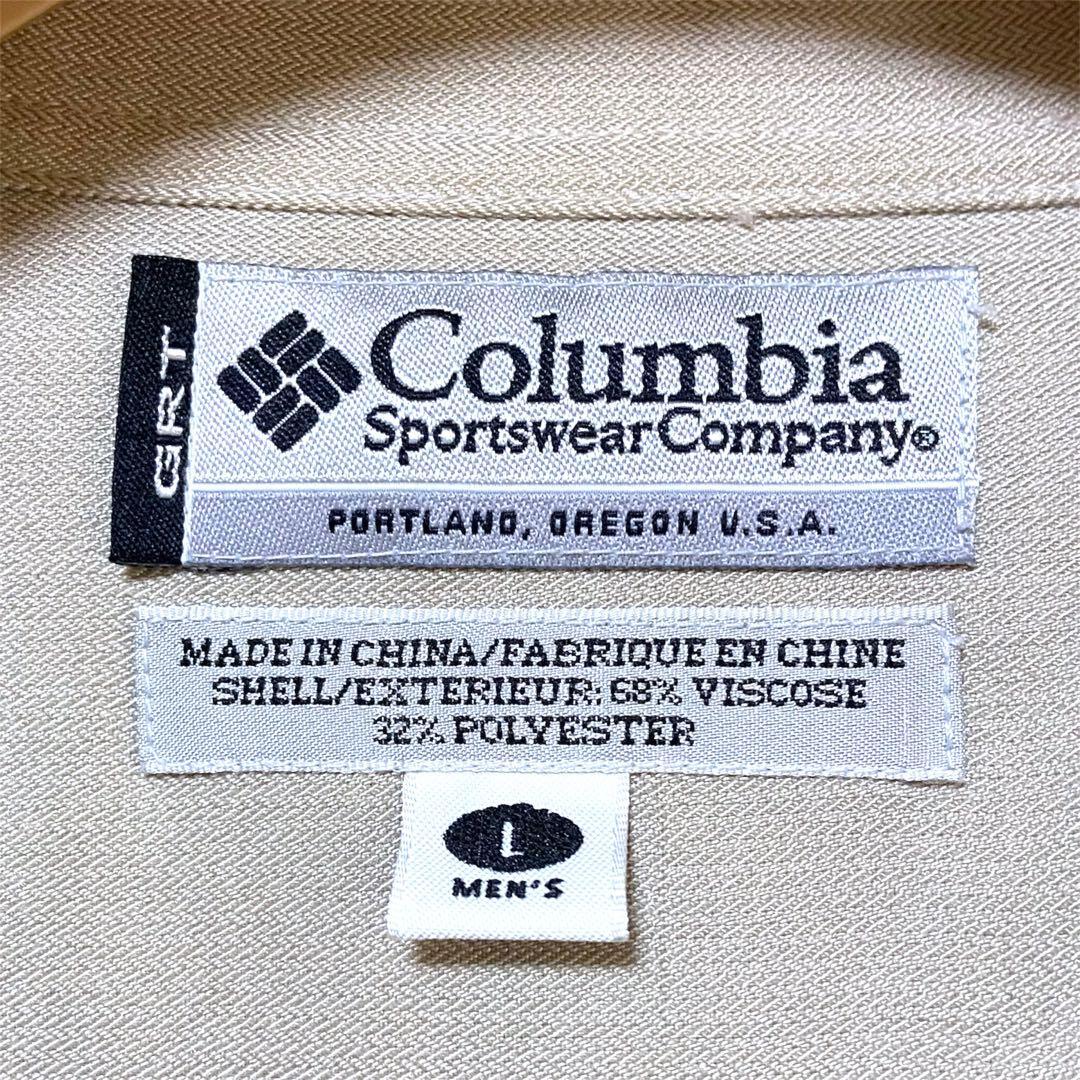 GRT
Columbia
Sportswear Company®
PORTLAND, OREGON U.S.A.
MADE IN CHINA/FABRIQUE EN CHINE
SHELL/EXTERIEUR: 68% VISCOSE
32% POLYESTER
L
MEN'S